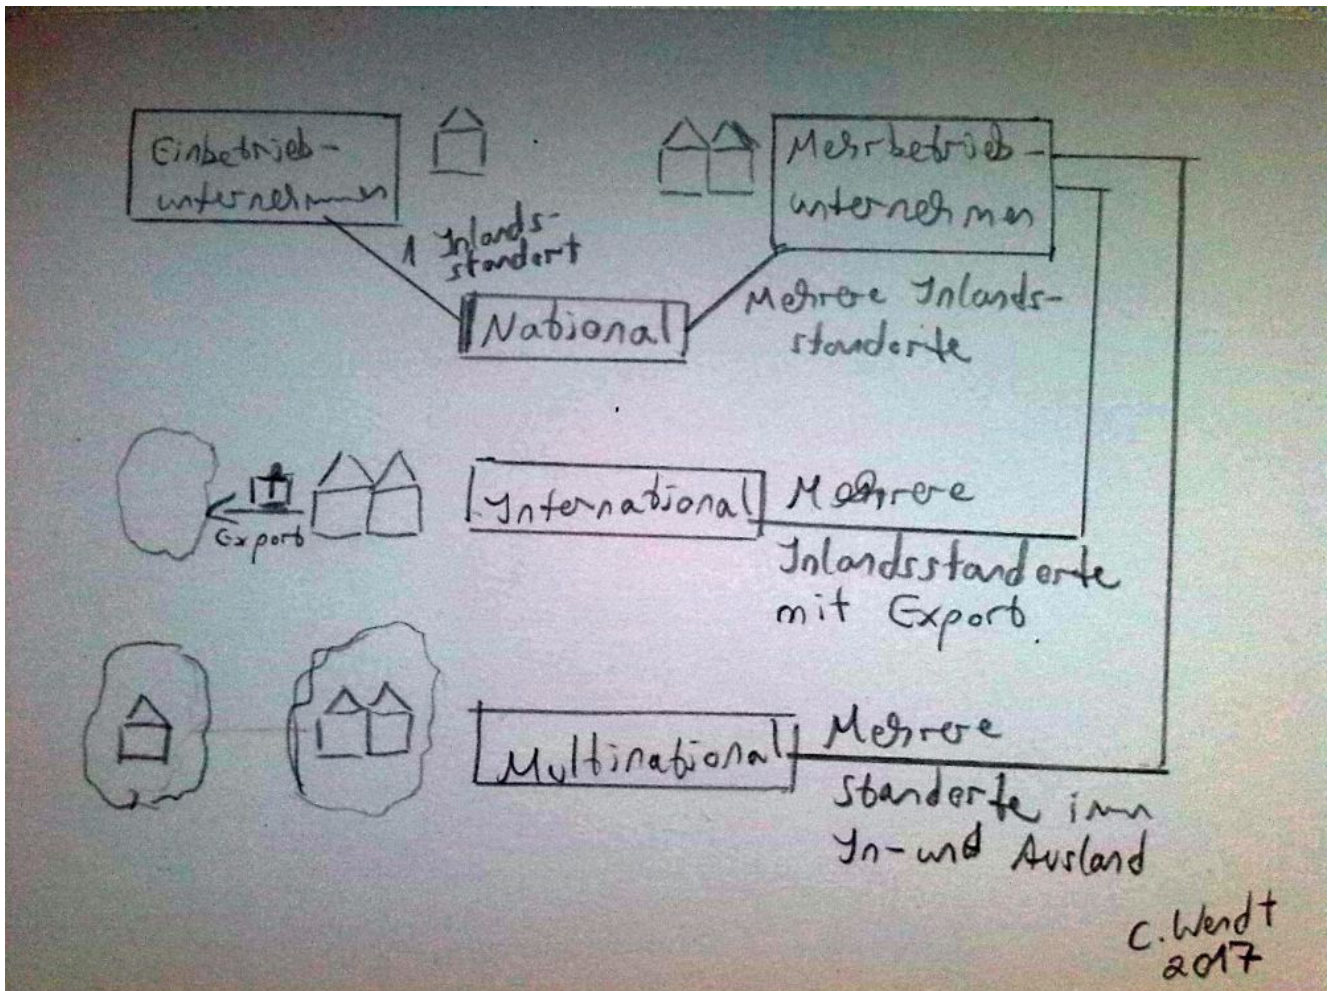 Einbetrieb-
unternehmen
1 Inlands-
standort
Mehrbetrieb-
unternehmen
National
Mehrere Inlands-
standorte
Export
International
Mehrere
Inlandsstandorte
mit Export.
Multinational
Mehrere
Standorte im
In- und Ausland
C. Wendt
2017